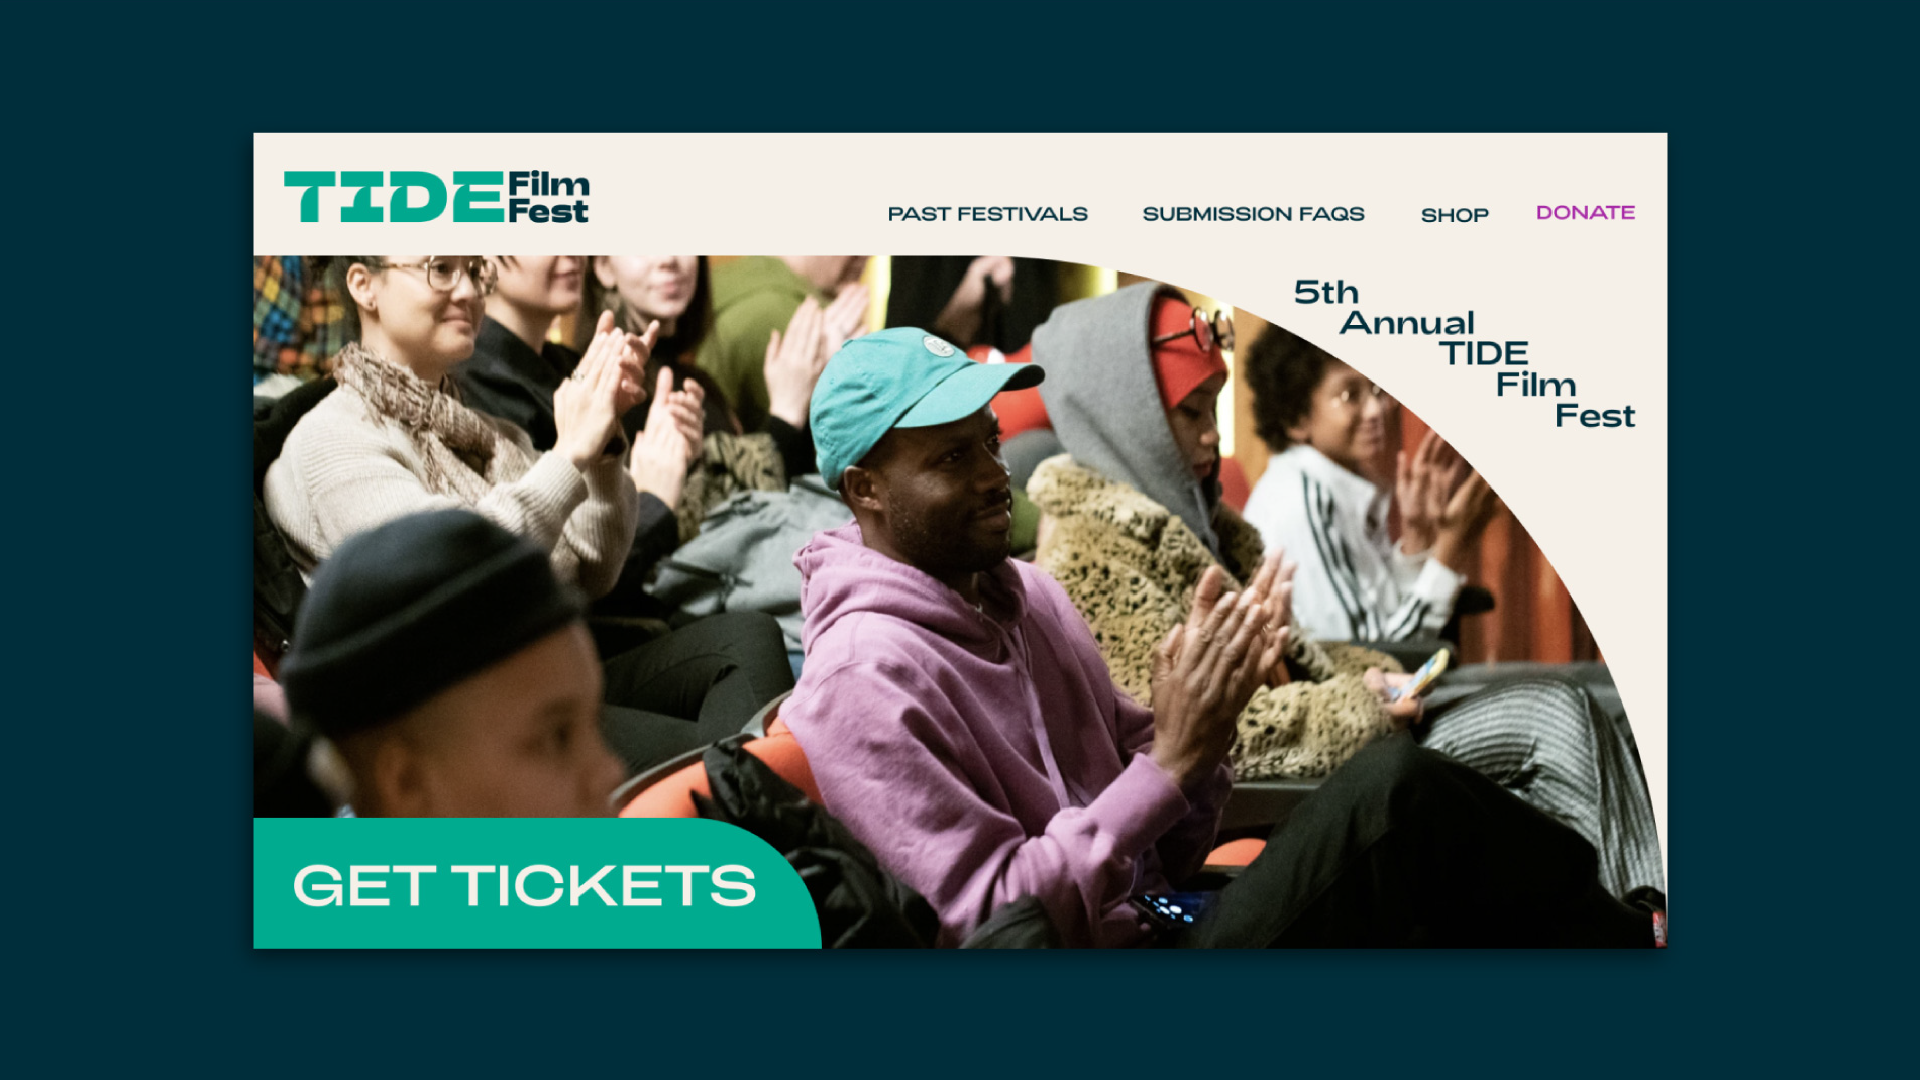 TIDE Film
Fest
PAST FESTIVALS
SUBMISSION FAQS
SHOP
DONATE
5th
Annual
TIDE
Film
Fest
GET TICKETS